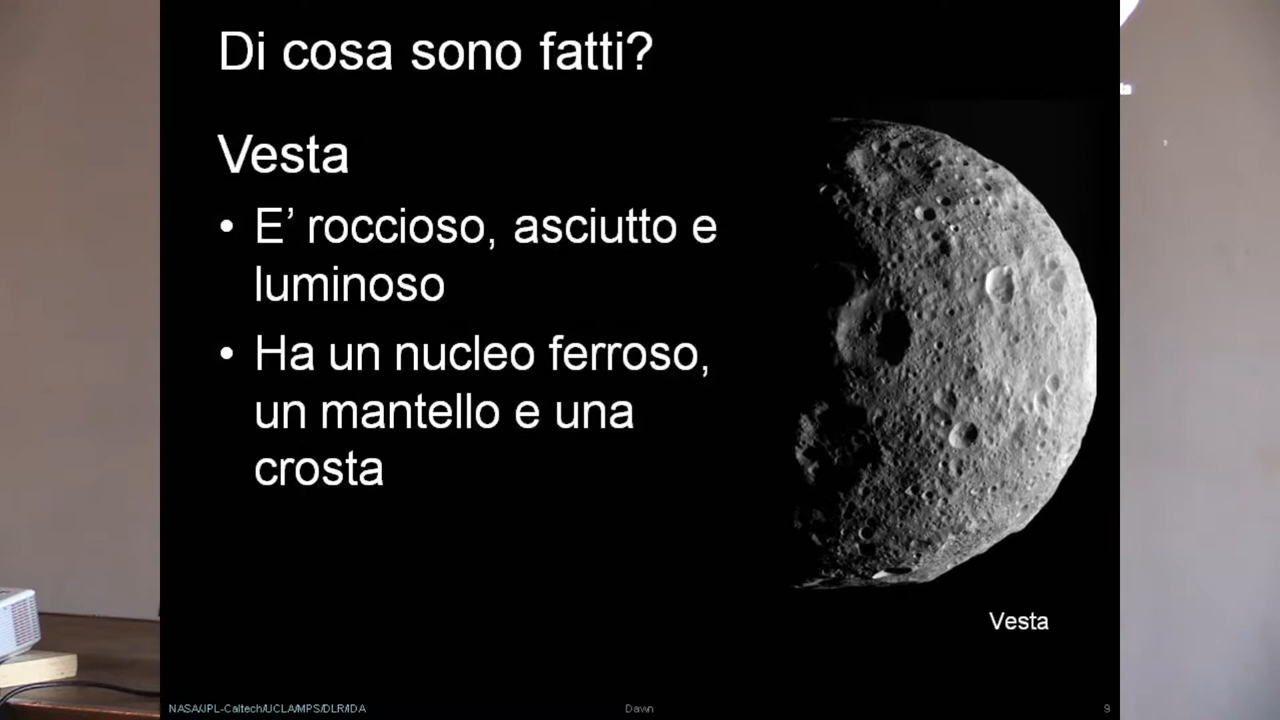 Di cosa sono fatti?
Vesta
• E’ roccioso, asciutto e
luminoso
• Ha un nucleo ferroso,
un mantello e una
crosta
Vesta
NASA/JPL-Caltech/UCLA/MPS/DLR/IDA
Dawn
9